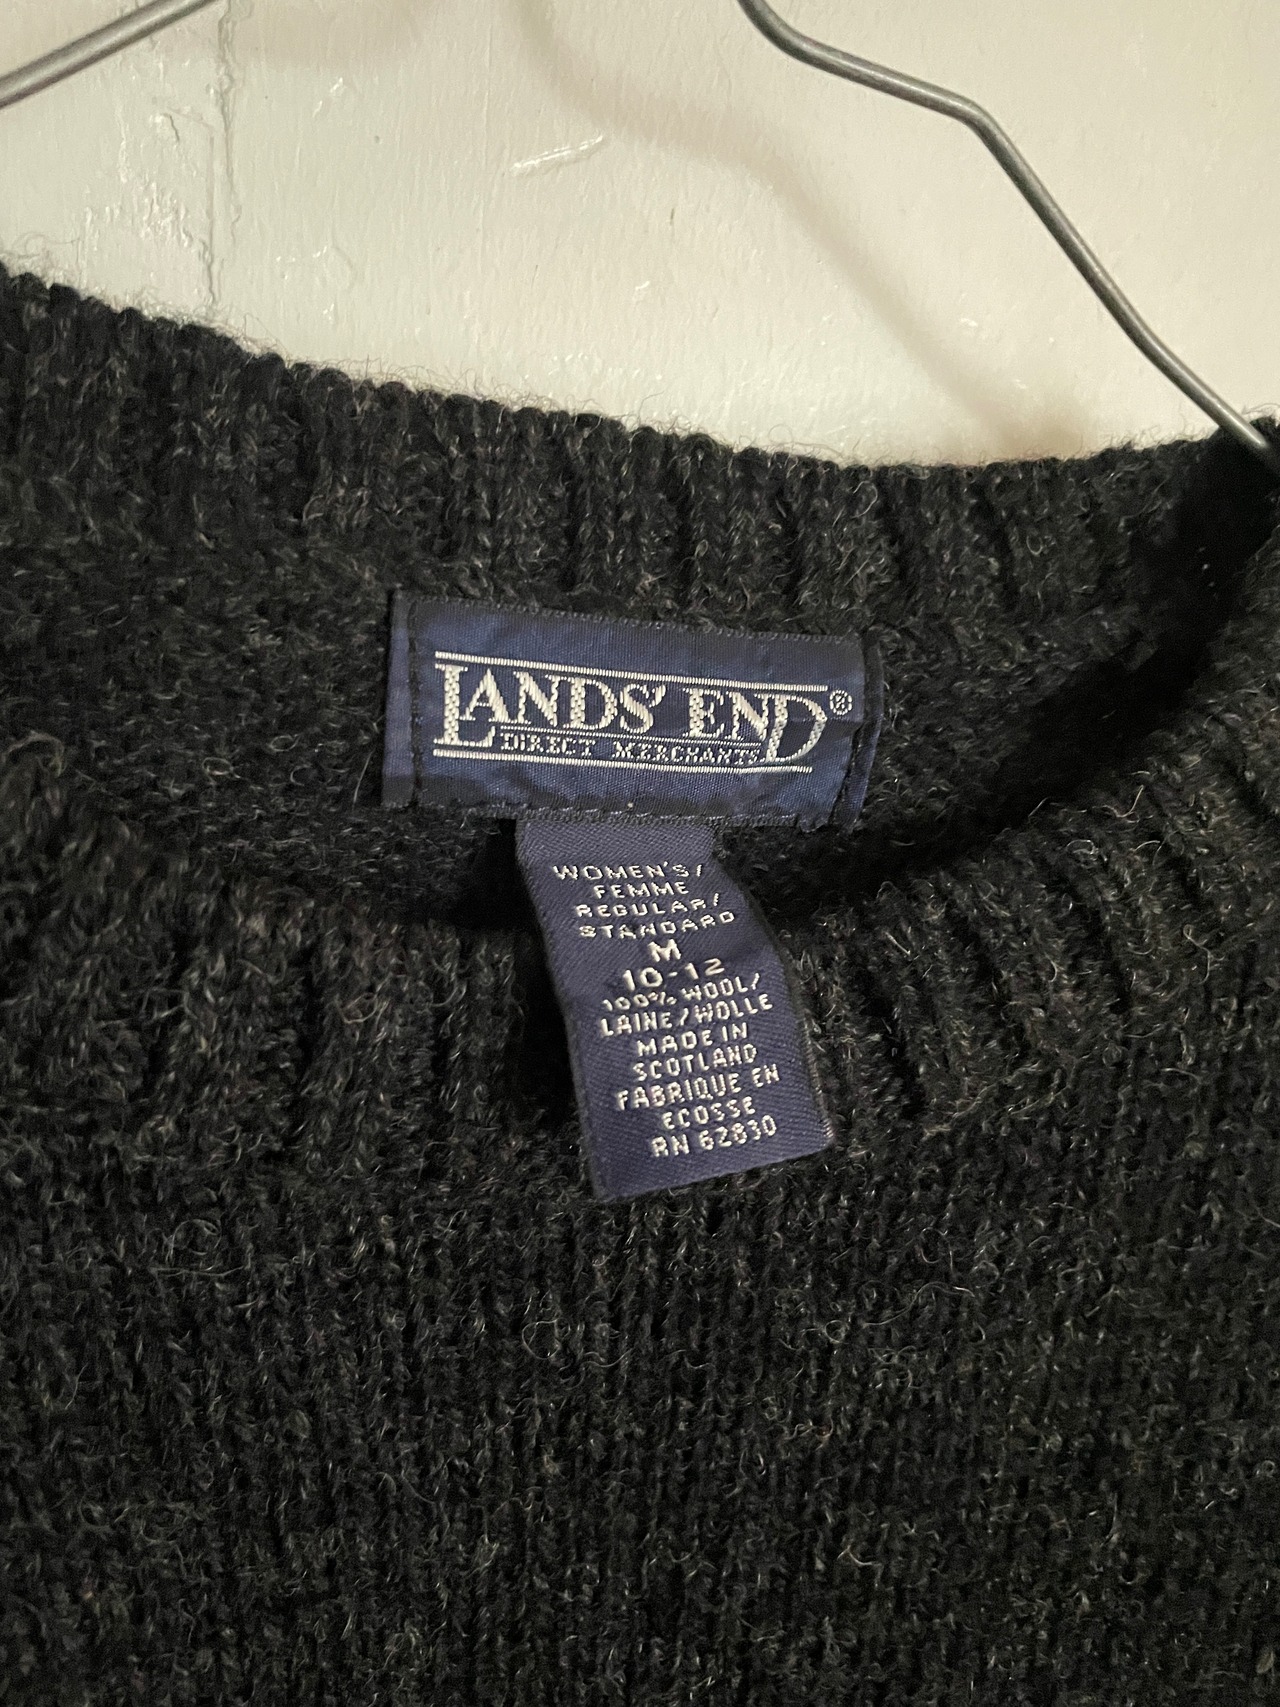 LANDS' END®
DIRECT MERCHANTS
WOMEN'S/
FEMME
REGULAR/
STANDARD
M
10-12
100% WOOL/
LAINE/WOLLE
MADE IN
SCOTLAND
FABRIQUE EN
ECOSSE
RN 62830